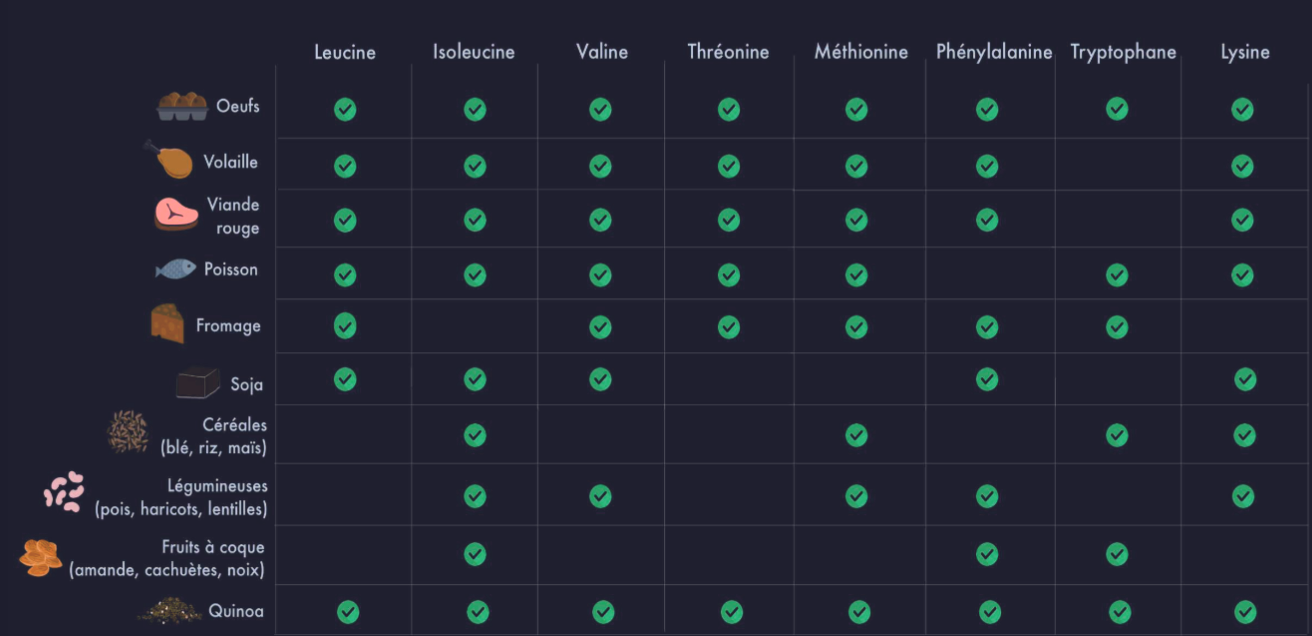 Leucine Isoleucine Valine Thréonine Méthionine Phénylalanine Tryptophane Lysine
Oeufs
Volaille
Viande
rouge
Poisson
Fromage
Soja
Céréales
(blé, riz, maïs)
Légumineuses
(pois, haricots, lentilles)
Fruits à coque
(amande, cachuètes, noix)
Quinoa